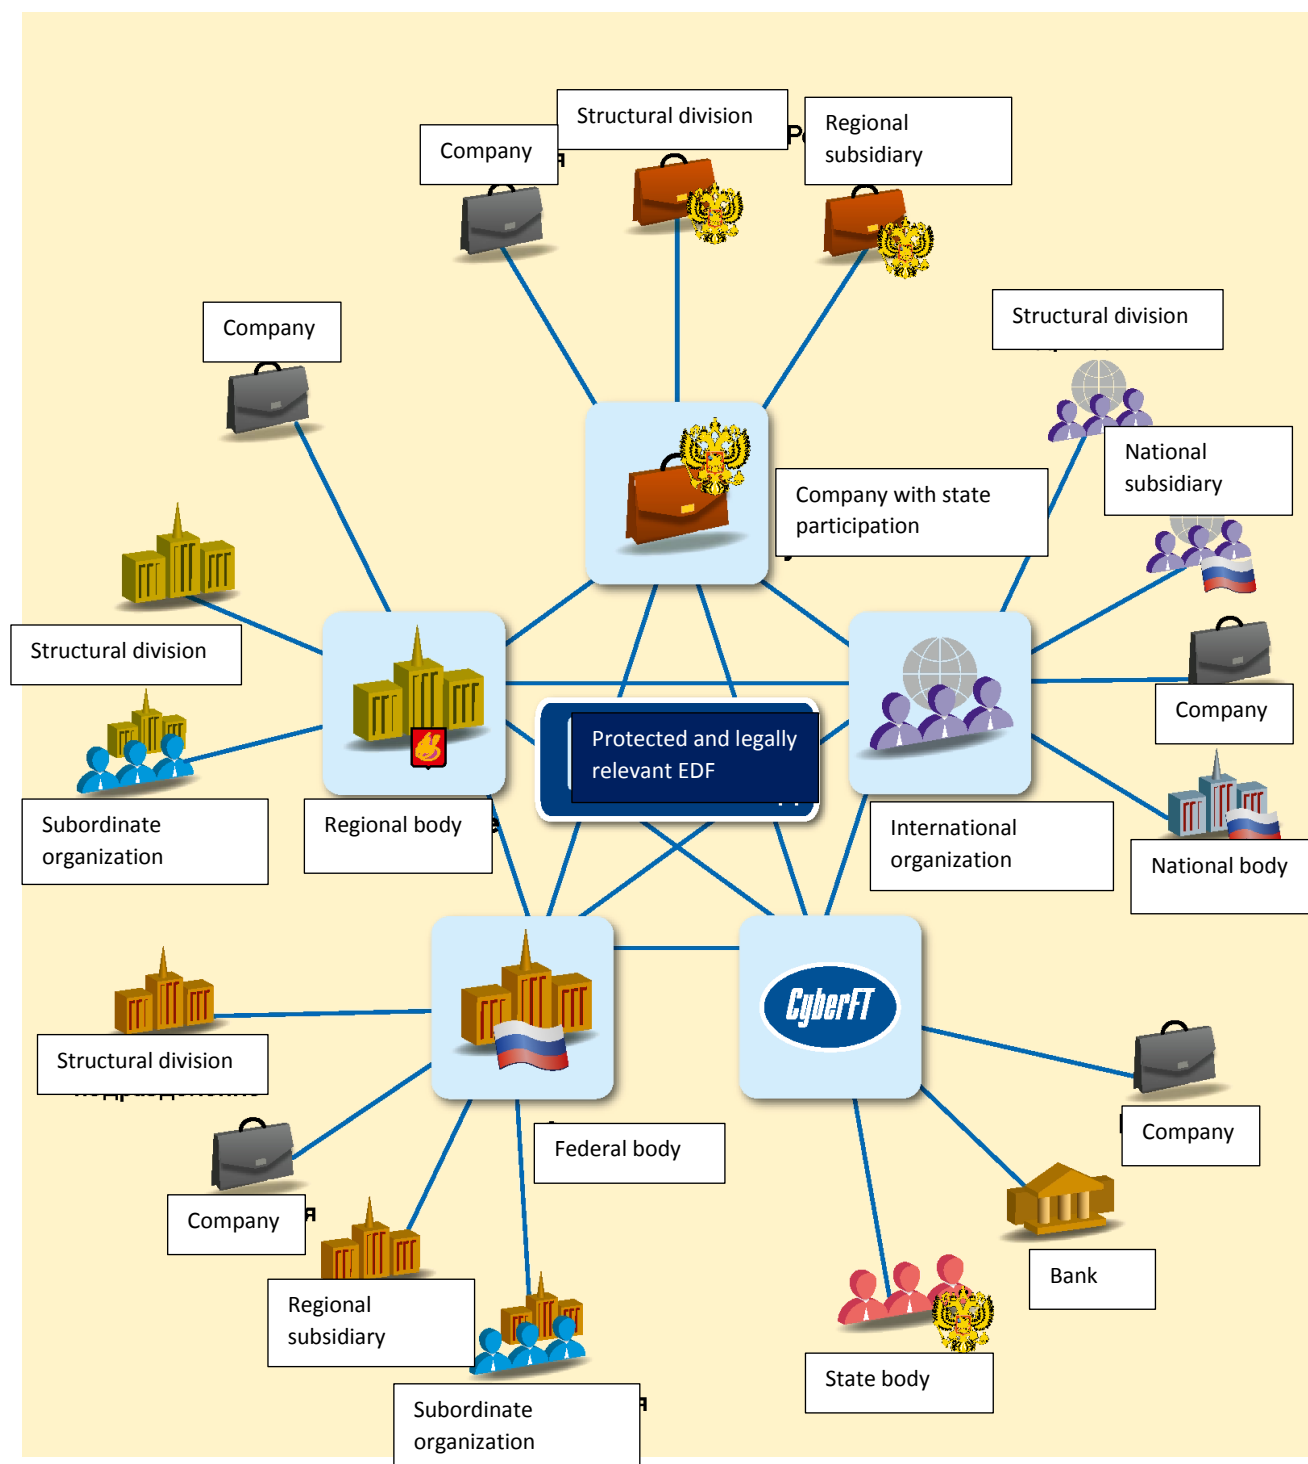 Structural division
Regional
subsidiary
Company
Structural division
Company
National
subsidiary
Company with state
participation
Structural division
Company
Protected and legally
relevant EDF
Subordinate
organization
Regional body
International
organization
National body
CyberFT
Structural division
Company
Federal body
Company
Bank
Regional
subsidiary
State body
Subordinate
organization